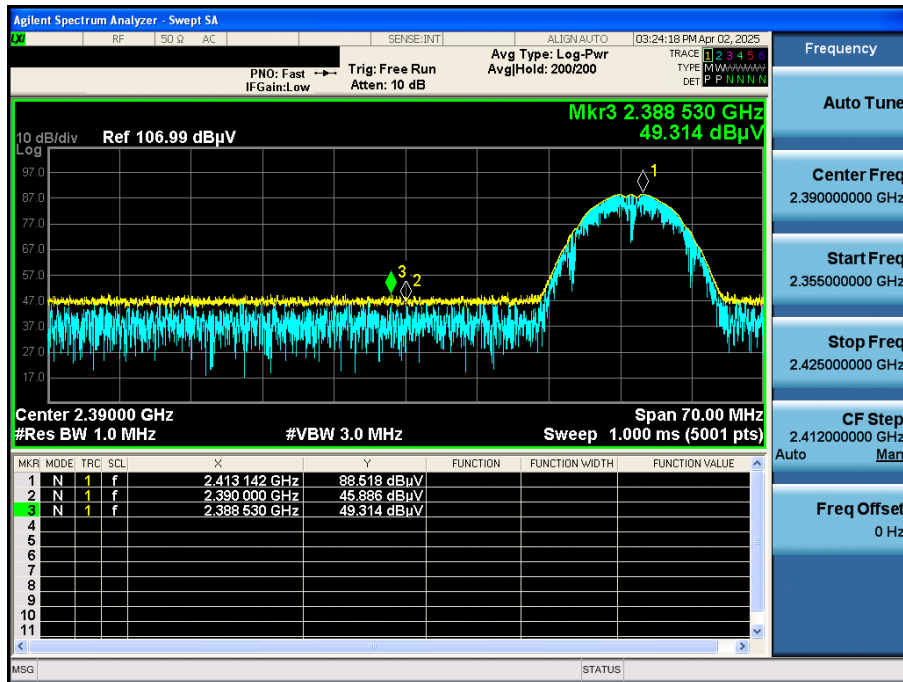 Agilent Spectrum Analyzer - Swept SA
LXI RF 50 Ω AC SENSE:INT ALIGNAUTO 03:24:18 PM Apr 02, 2025
Frequency
PNO: Fast Trig: Free Run Avg Type: Log-Pwr TRACE 1 2 3 4 5 6
IFGain:Low Atten: 10 dB Avg|Hold: 200/200 TYPE MWWWWW
DET P P N N N N
Auto Tune
Mkr3 2.388 530 GHz
49.314 dBµV
10 dB/div Ref 106.99 dBµV
Log
97.0
87.0
77.0
67.0
57.0
47.0
37.0
27.0
17.0
1
3
2
Center Freq
2.390000000 GHz
Start Freq
2.355000000 GHz
Stop Freq
2.425000000 GHz
CF Step
2.412000000 GHz
Auto Man
Freq Offset
0 Hz
Center 2.39000 GHz Span 70.00 MHz
#Res BW 1.0 MHz #VBW 3.0 MHz Sweep 1.000 ms (5001 pts)
MKR MODE TRC SCL X Y FUNCTION FUNCTION WIDTH FUNCTION VALUE
1 N 1 f 2.413 142 GHz 88.518 dBµV
2 N 1 f 2.390 000 GHz 45.886 dBµV
3 N 1 f 2.388 530 GHz 49.314 dBµV
4
5
6
7
8
9
10
11
MSG STATUS